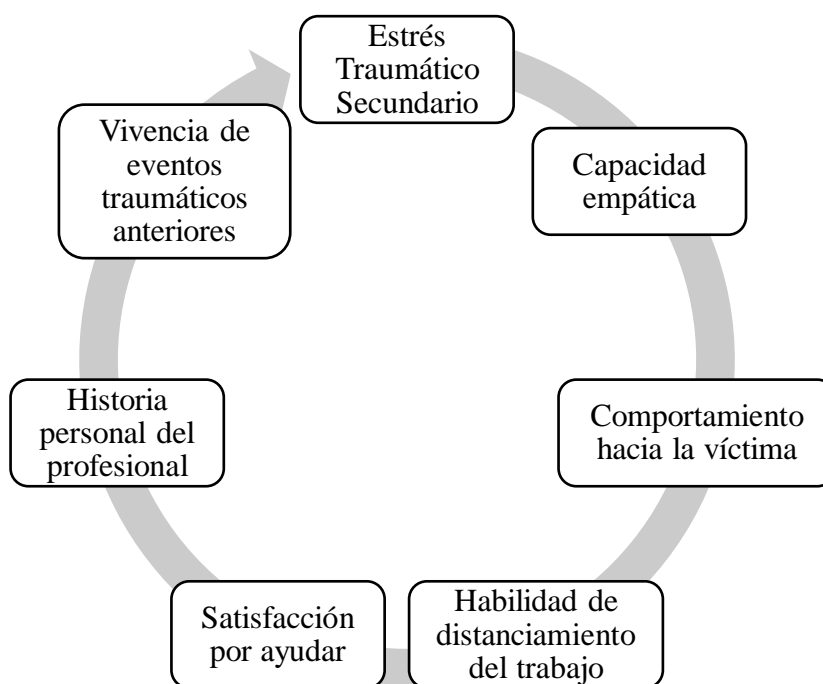 Estrés
Traumático
Secundario
Capacidad
empática
Comportamiento
hacia la víctima
Habilidad de
distanciamiento
del trabajo
Satisfacción
por ayudar
Historia
personal del
profesional
Vivencia de
eventos
traumáticos
anteriores